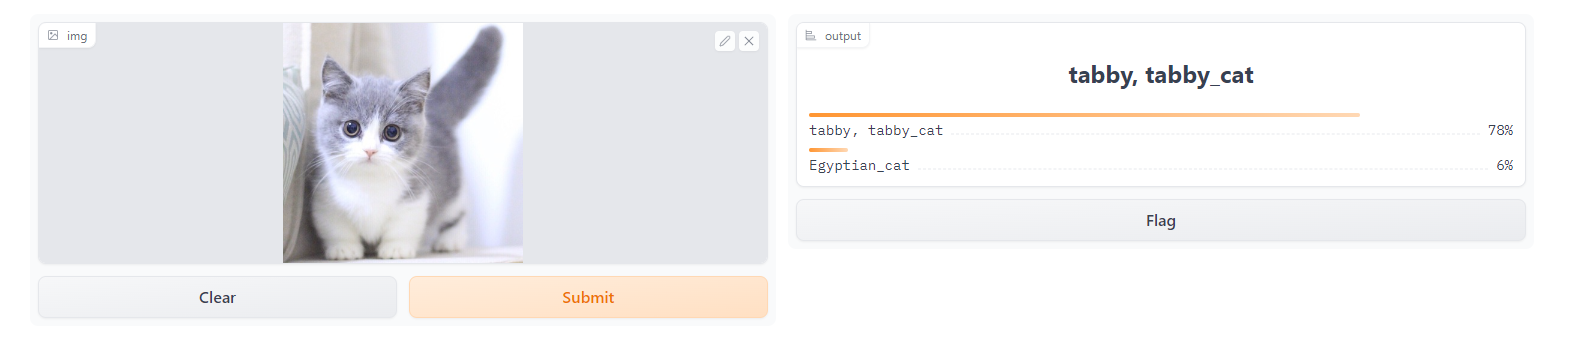 img
Clear
Submit
output
tabby, tabby_cat
tabby, tabby_cat 78%
Egyptian_cat 6%
Flag